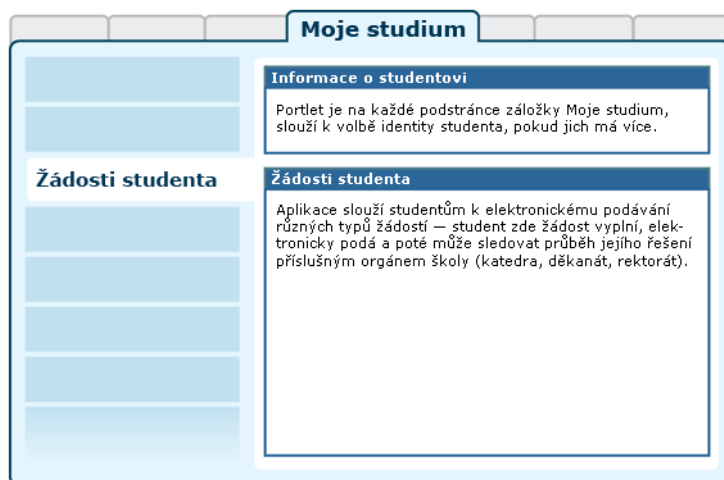 Moje studium
Informace o studentovi
Portlet je na každé podstránce záložky Moje studium,
slouží k volbě identity studenta, pokud jich má více.
Žádosti studenta
Žádosti studenta
Aplikace slouží studentům k elektronickému podávání
různých typů žádostí — student zde žádost vyplní, elek-
tronicky podá a poté může sledovat průběh jejího řešení
příslušným orgánem školy (katedra, děkanát, rektorát).